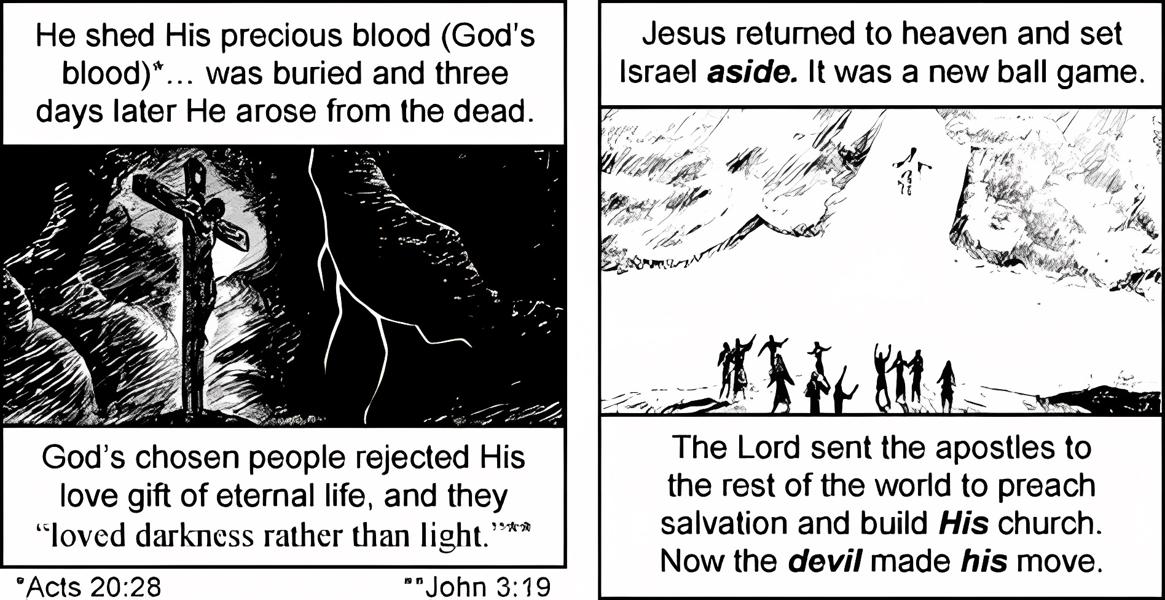 He shed His precious blood (God's
blood)*... was buried and three
days later He arose from the dead.
God's chosen people rejected His
love gift of eternal life, and they
“loved darkness rather than light.”**
*Acts 20:28
**John 3:19
Jesus returned to heaven and set
Israel aside. It was a new ball game.
The Lord sent the apostles to
the rest of the world to preach
salvation and build His church.
Now the devil made his move.